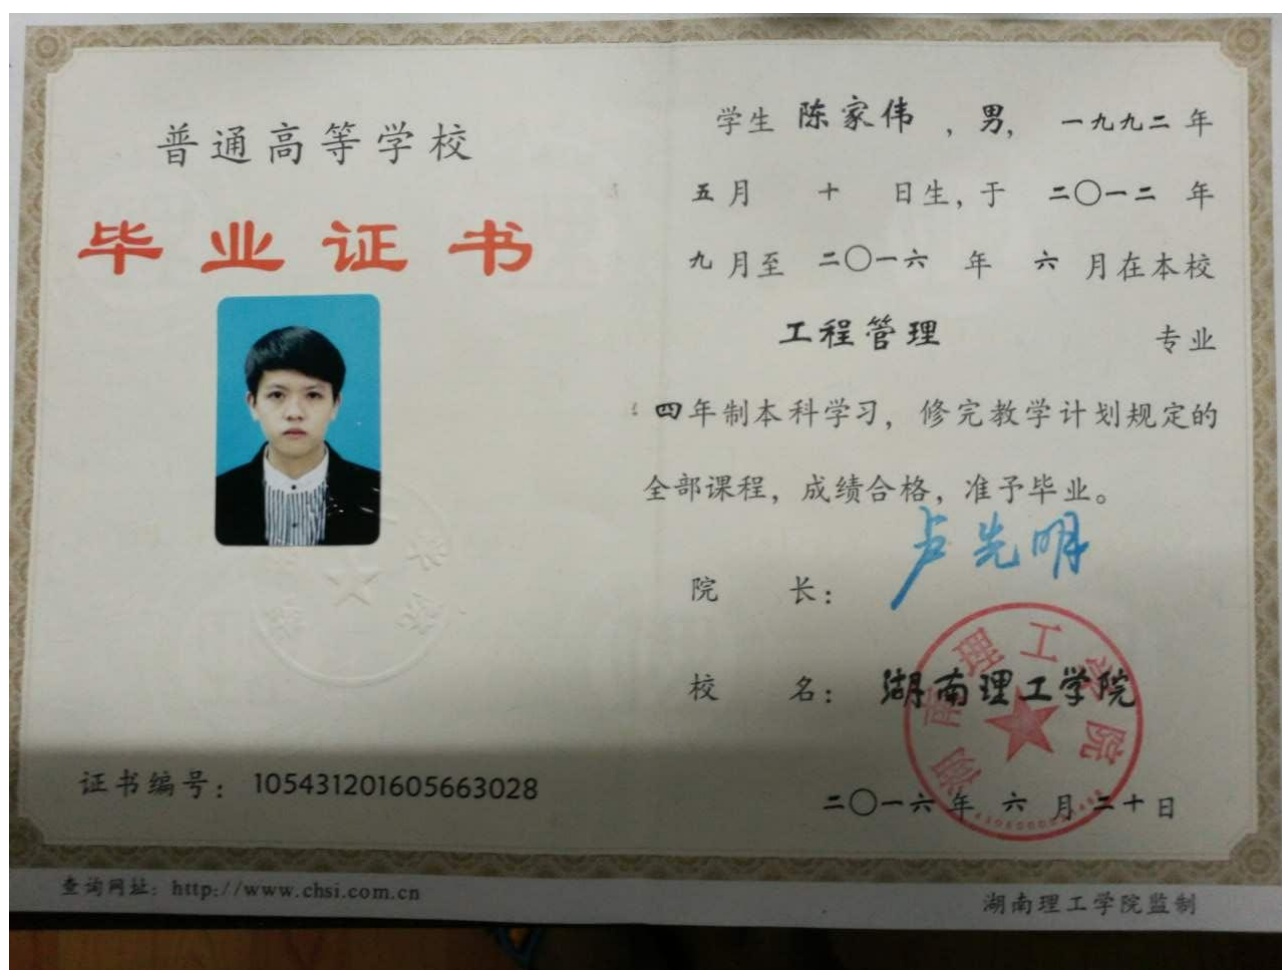 普通高等学校
毕业证书
证书编号：105431201605663028
查询网址：http://www.chsi.com.cn
学生 陈家伟 ，男， 一九九二 年
五月 十 日生，于 二〇一二 年
九月至 二〇一六 年 六 月在本校
工程管理 专业
四年制本科学习，修完教学计划规定的
全部课程，成绩合格，准予毕业。
院 长： 卢先明
校 名： 湖南理工学院
湖南理工学院
二〇一六年 六 月二十日
湖南理工学院监制